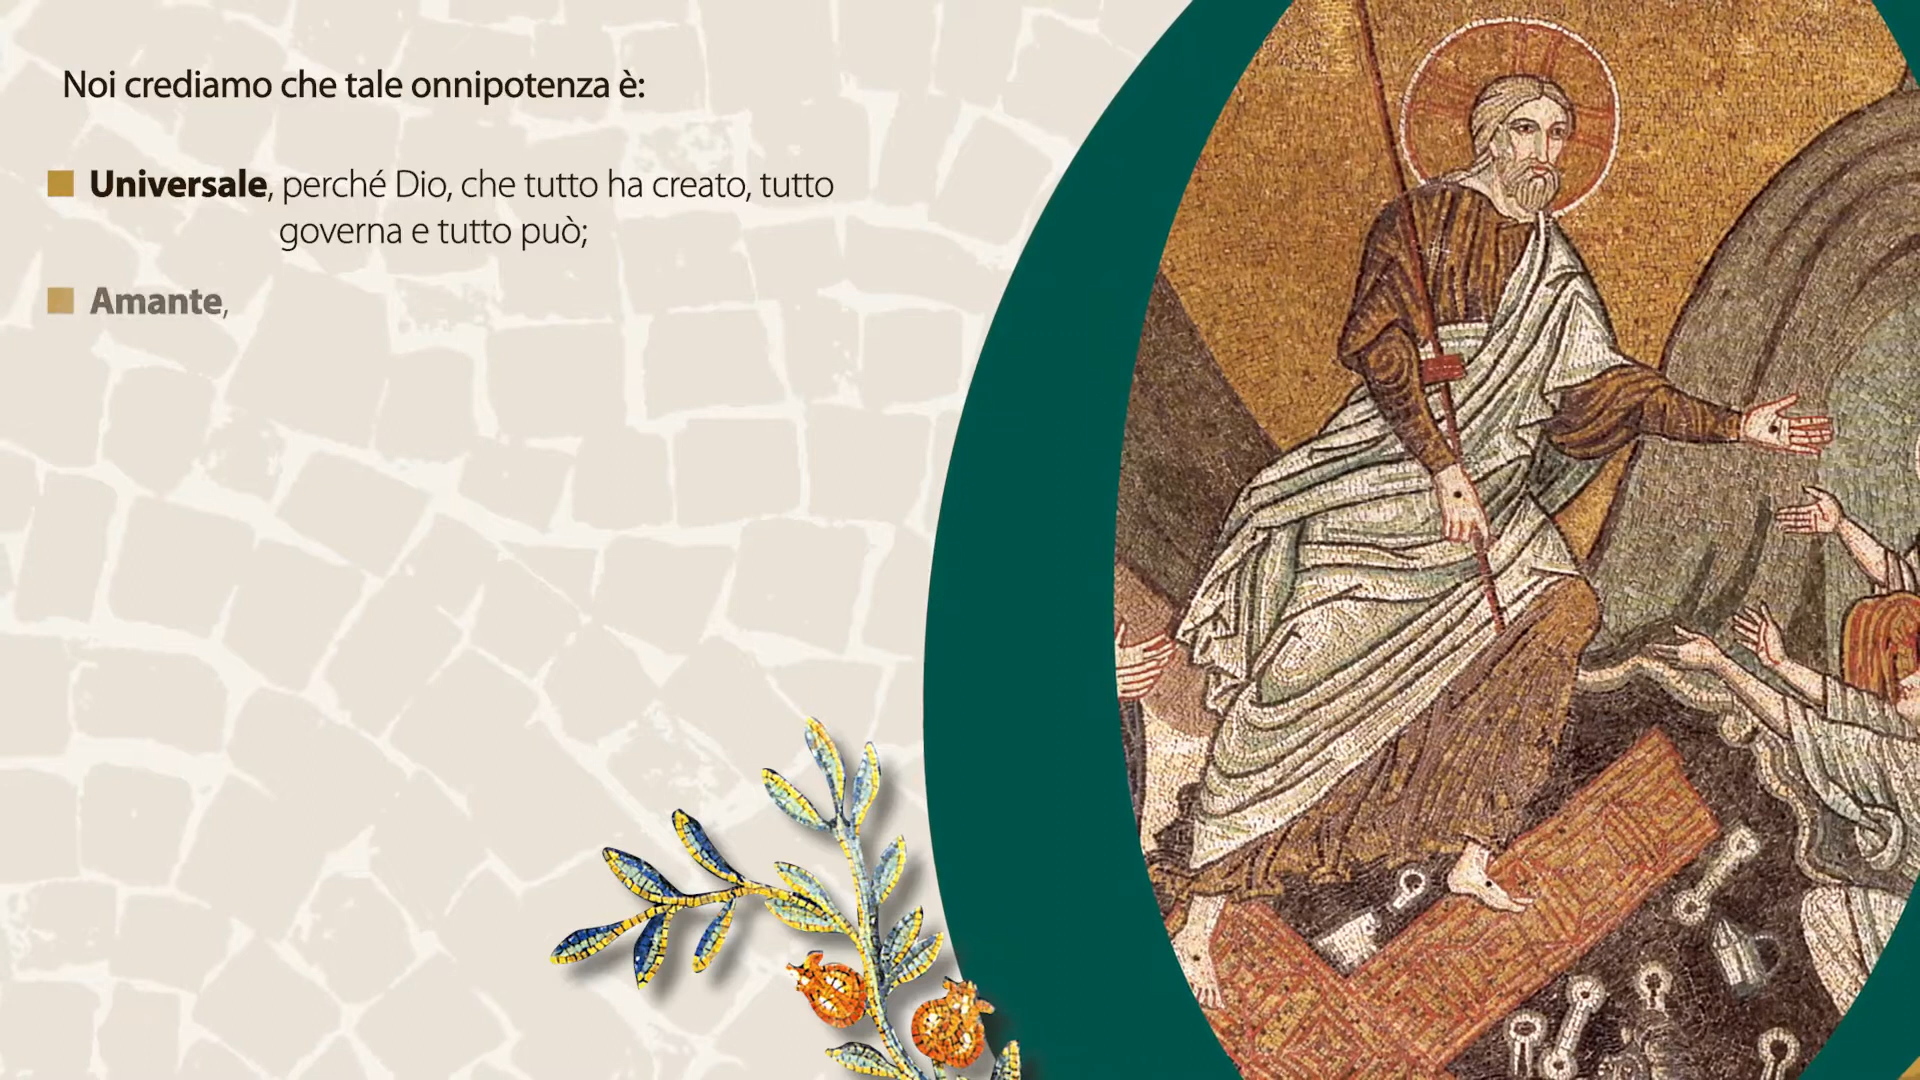 Noi crediamo che tale onnipotenza è:
Universale, perché Dio, che tutto ha creato, tutto
governa e tutto può;
Amante,